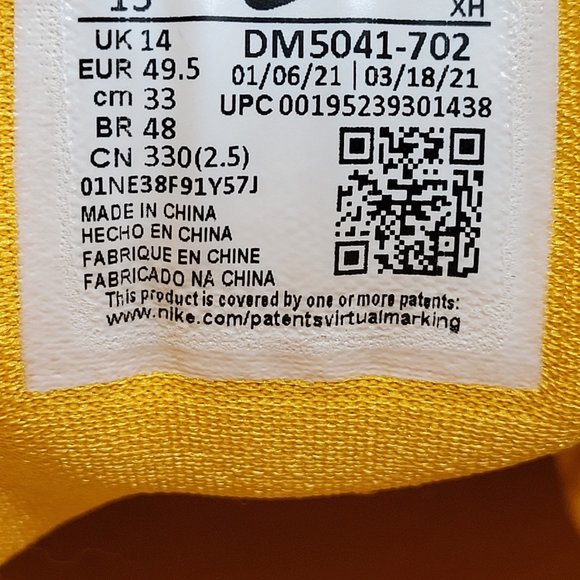 15
XH
UK 14
EUR 49.5
cm 33
BR 48
CN 330(2.5)
DM5041-702
01/06/21 | 03/18/21
UPC 00195239301438
01NE38F91Y57J
MADE IN CHINA
HECHO EN CHINA
FABRIQUE EN CHINE
FABRICADO NA CHINA
This product is covered by one or more patents:
www.nike.com/patentsvirtualmarking